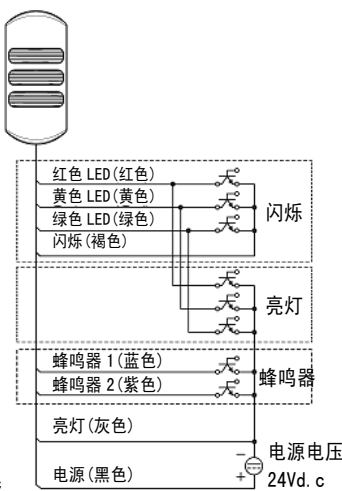 红色 LED(红色)
黄色 LED(黄色)
绿色 LED(绿色)
闪烁(褐色)
闪烁
亮灯
蜂鸣器 1(蓝色)
蜂鸣器 2(紫色)
蜂鸣器
亮灯(灰色)
电源(黑色)
− 电源电压
+ 24Vd.c